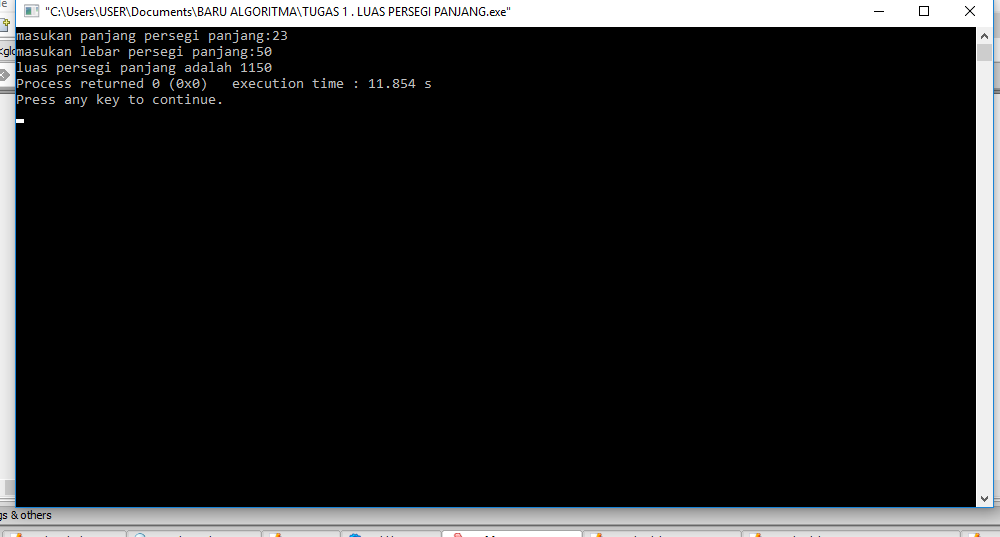 "C:\Users\USER\Documents\BARU ALGORITMA\TUGAS 1 . LUAS PERSEGI PANJANG.exe"
masukan panjang persegi panjang:23
masukan lebar persegi panjang:50
luas persegi panjang adalah 1150
Process returned 0 (0x0)   execution time : 11.854 s
Press any key to continue.
gs & others